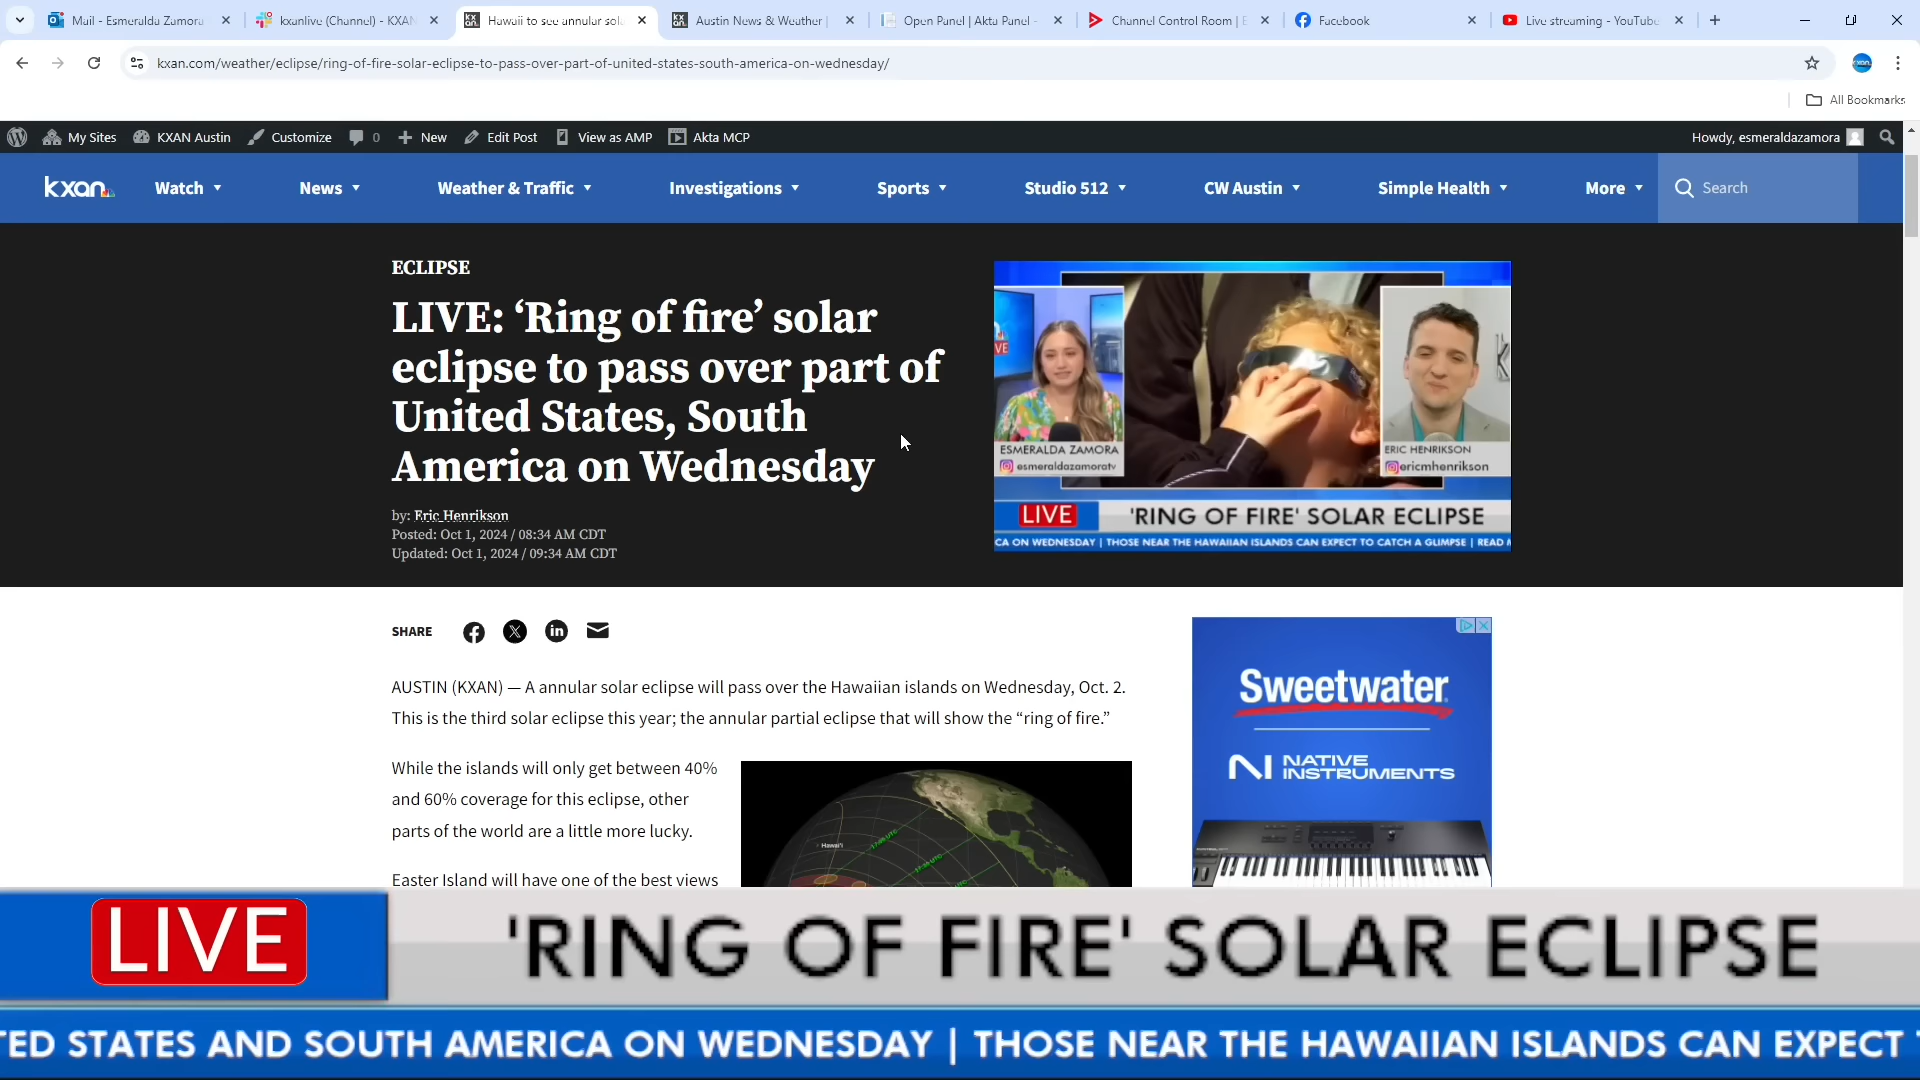 Mail - Esmeralda Zamora
kxanlive (Channel) - KXAN
Hawaii to see annular sol
Austin News & Weather |
Open Panel | Akta Panel -
Channel Control Room | E
Facebook
Live streaming - YouTube
kxan.com/weather/eclipse/ring-of-fire-solar-eclipse-to-pass-over-part-of-united-states-south-america-on-wednesday/
All Bookmarks
My Sites
KXAN Austin
Customize
0
New
Edit Post
View as AMP
Akta MCP
Howdy, esmeraldazamora
kxan
Watch
News
Weather & Traffic
Investigations
Sports
Studio 512
CW Austin
Simple Health
More
Search
ECLIPSE
LIVE: ‘Ring of fire’ solar
eclipse to pass over part of
United States, South
America on Wednesday
by: Eric Henrikson
Posted: Oct 1, 2024 / 08:34 AM CDT
Updated: Oct 1, 2024 / 09:34 AM CDT
ESMERALDA ZAMORA
esmeraldazamoratv
ERIC HENRIKSON
@ericmhenrikson
LIVE
'RING OF FIRE' SOLAR ECLIPSE
CA ON WEDNESDAY | THOSE NEAR THE HAWAIIAN ISLANDS CAN EXPECT TO CATCH A GLIMPSE | READ
SHARE
AUSTIN (KXAN) — A annular solar eclipse will pass over the Hawaiian islands on Wednesday, Oct. 2.
This is the third solar eclipse this year; the annular partial eclipse that will show the “ring of fire.”
While the islands will only get between 40%
and 60% coverage for this eclipse, other
parts of the world are a little more lucky.
Easter Island will have one of the best views
Hawai'i
Sweetwater
NATIVE
INSTRUMENTS
LIVE
'RING OF FIRE' SOLAR ECLIPSE
TED STATES AND SOUTH AMERICA ON WEDNESDAY | THOSE NEAR THE HAWAIIAN ISLANDS CAN EXPECT